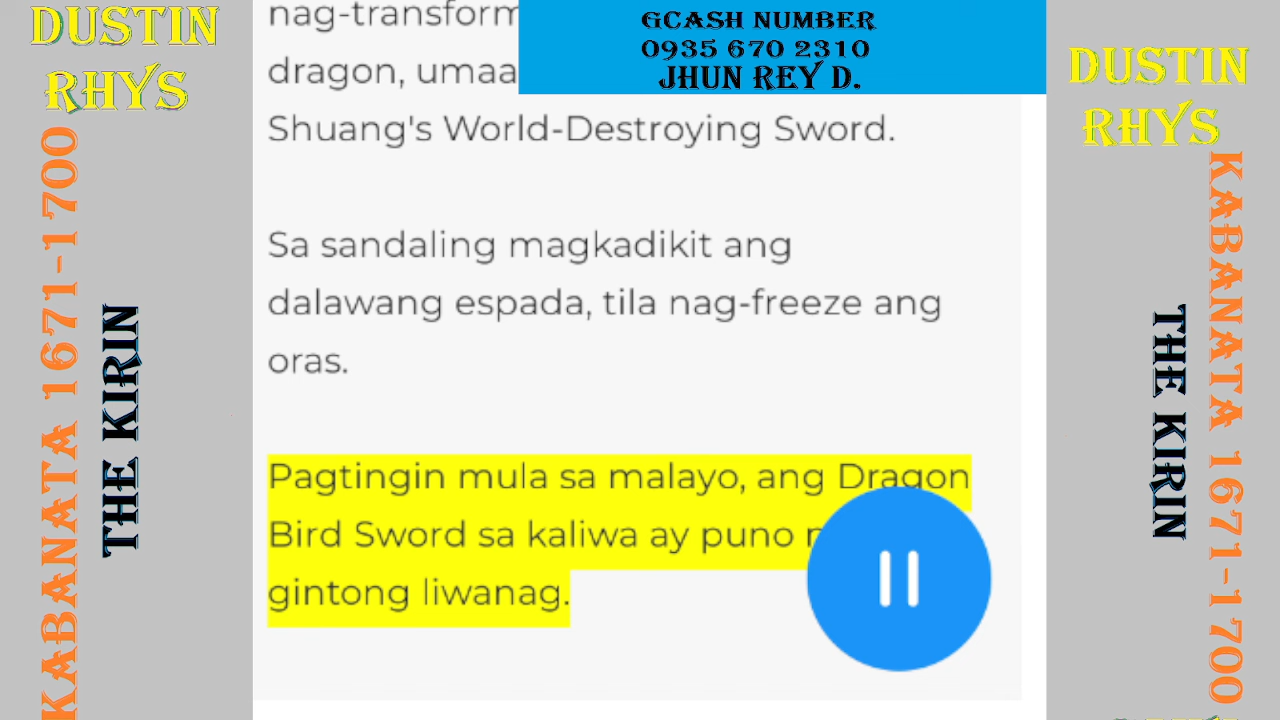 DUSTIN
RHYS
KABANATA 1671-1700
THE KIRIN
nag-transform
dragon, umaa
Shuang's World-Destroying Sword.
Sa sandaling magkadikit ang
dalawang espada, tila nag-freeze ang
oras.
Pagtingin mula sa malayo, ang Dragon
Bird Sword sa kaliwa ay puno
gintong liwanag.
GCASH NUMBER
0935 670 2310
JHUN REY D.
DUSTIN
RHYS
KABANATA 1671-1700
THE KIRIN